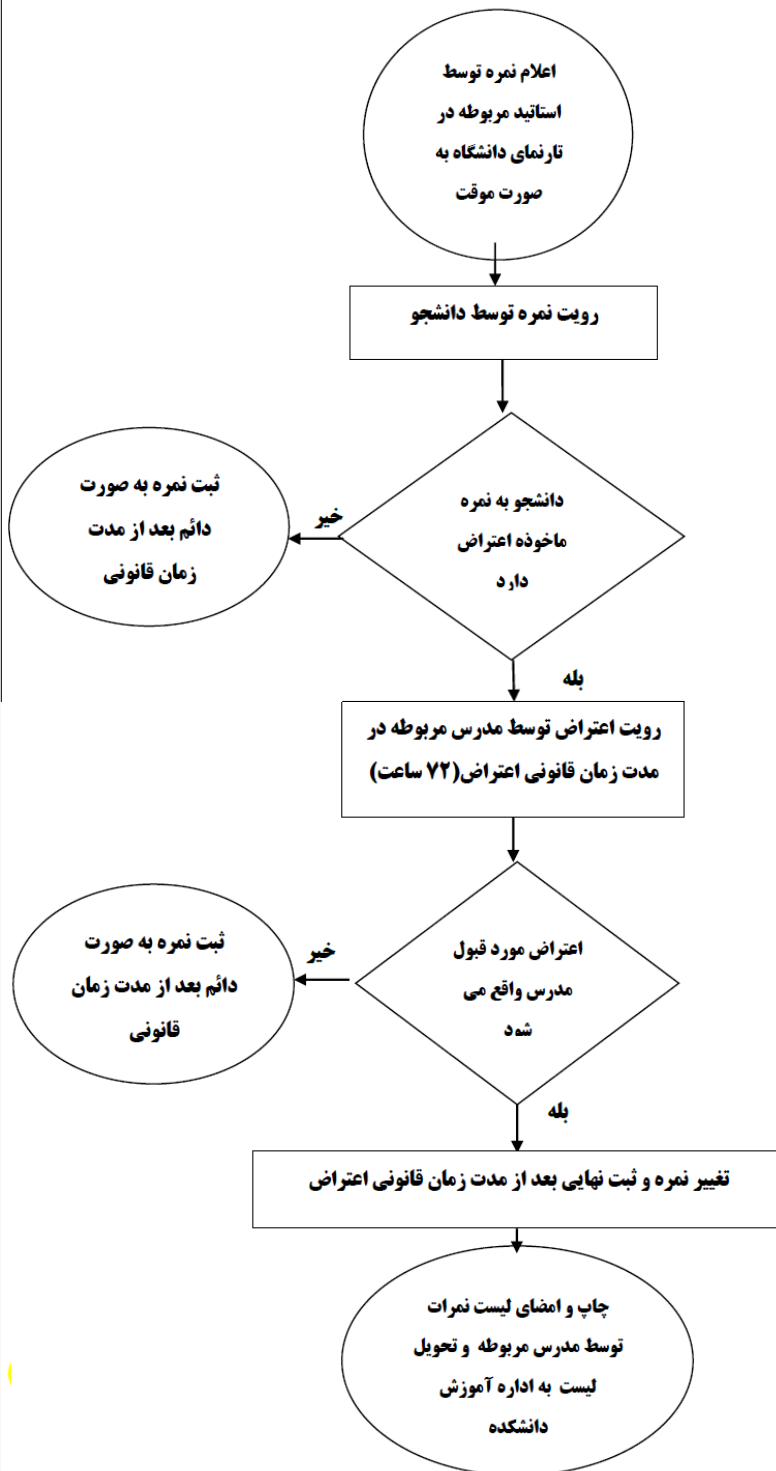 اعلام نمره توسط
استاتید مربوطه در
تارنمای دانشگاه به
صورت موقت
رویت نمره توسط دانشجو
دانشجو به نمره
ماخوذه اعتراض
دارد
خیر
ثبت نمره به صورت
دائم بعد از مدت
زمان قانونی
بله
رویت اعتراض توسط مدرس مربوطه در
مدت زمان قانونی اعتراض(۷۲ ساعت)
اعتراض مورد قبول
مدرس واقع می
شود
خیر
ثبت نمره به صورت
دائم بعد از مدت زمان
قانونی
بله
تغییر نمره و ثبت نهایی بعد از مدت زمان قانونی اعتراض
چاپ و امضای لیست نمرات
توسط مدرس مربوطه و تحویل
لیست به اداره آموزش
دانشکده